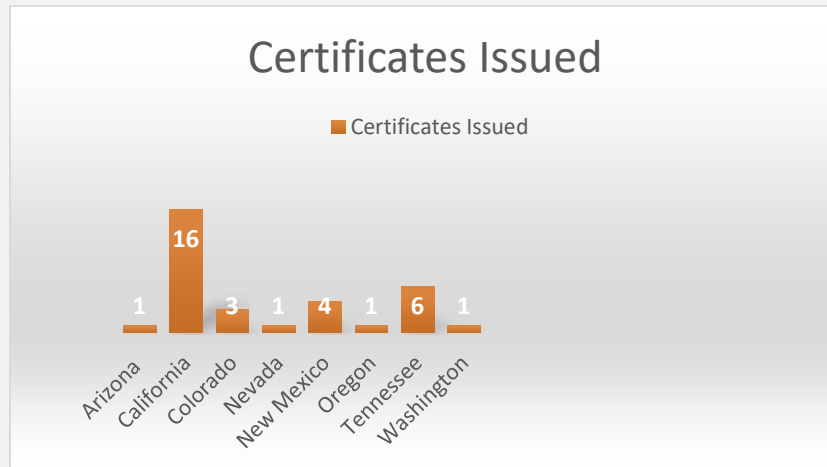 Certificates Issued
Certificates Issued
16
1
3
1
4
1
6
1
Arizona
California
Colorado
Nevada
New Mexico
Oregon
Tennessee
Washington